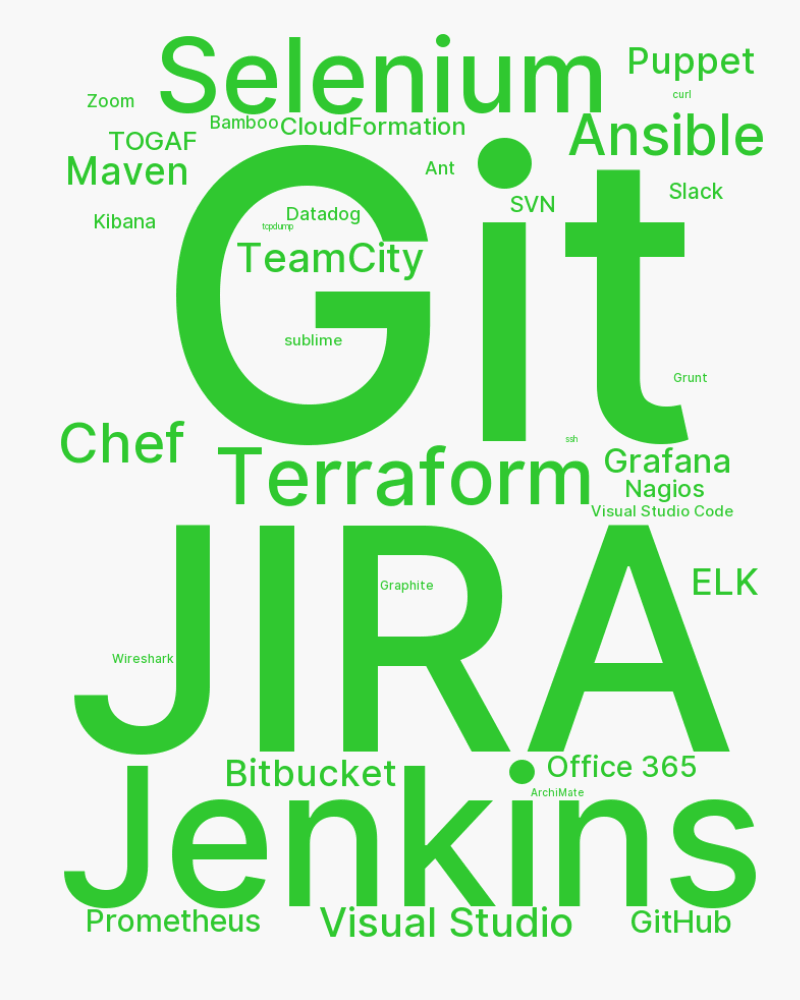 Selenium
Puppet
curl
Zoom
Bamboo
CloudFormation
Ansible
TOGAF
Maven
Ant
Slack
SVN
Kibana
Datadog
tcpdump
TeamCity
Git
sublime
Grunt
ssh
Chef
Terraform
Grafana
Nagios
Visual Studio Code
JIRA
ELK
Graphite
Wireshark
Bitbucket
Office 365
ArchiMate
Jenkins
Prometheus
Visual Studio
GitHub